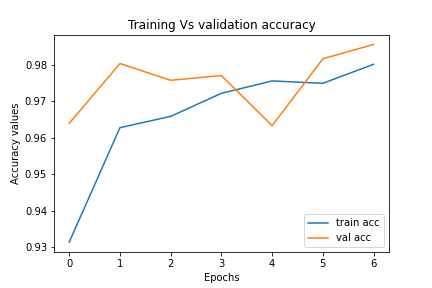 Training Vs validation accuracy
Accuracy values
0.98
0.97
0.96
0.95
0.94
0.93
train acc
val acc
0 1 2 3 4 5 6
Epochs